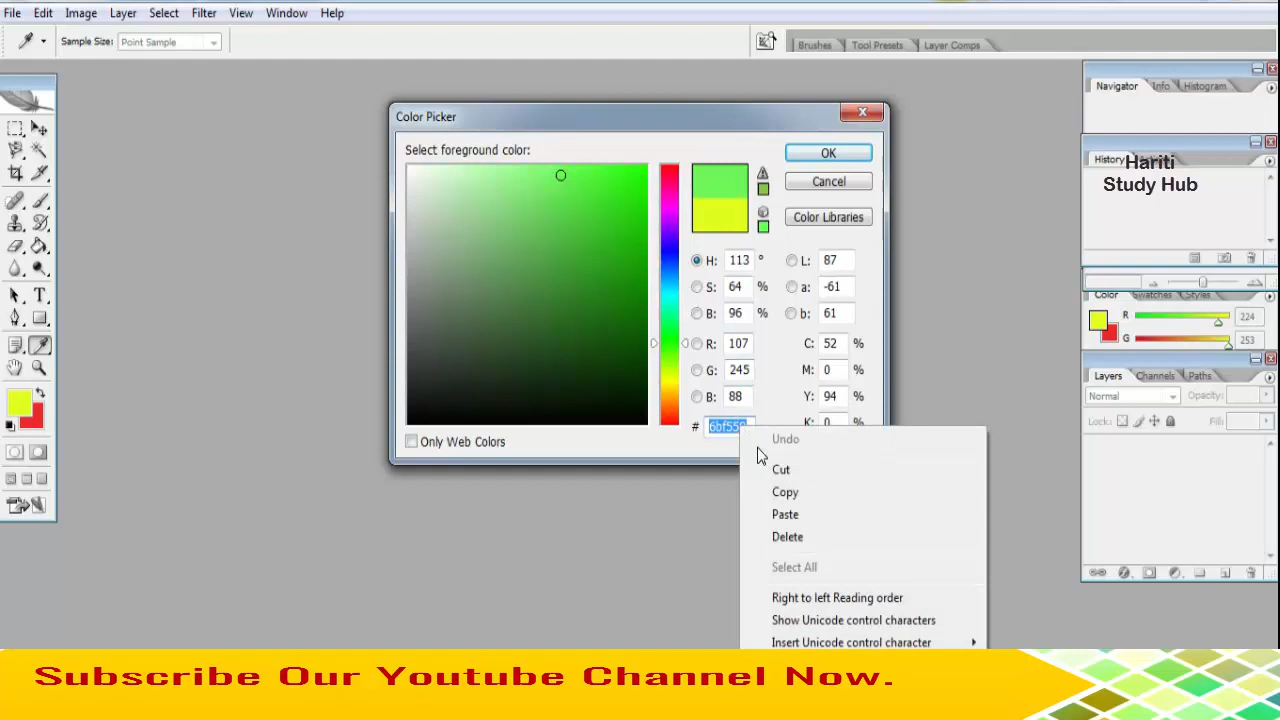 File Edit Image Layer Select Filter View Window Help
Sample Size: Point Sample
Brushes Tool Presets Layer Comps
Navigator Info Histogram
History
Hariti
Study Hub
Color Swatches Styles
R 224
G 253
Layers Channels Paths
Normal Opacity:
Lock: Fill:
Color Picker
Select foreground color:
OK
Cancel
Color Libraries
H: 113 °
S: 64 %
B: 96 %
R: 107
G: 245
B: 88
L: 87
a: -61
b: 61
C: 52 %
M: 0 %
Y: 94 %
K: 0 %
#
Only Web Colors
Undo
Cut
Copy
Paste
Delete
Select All
Right to left Reading order
Show Unicode control characters
Insert Unicode control character
Subscribe Our Youtube Channel Now.